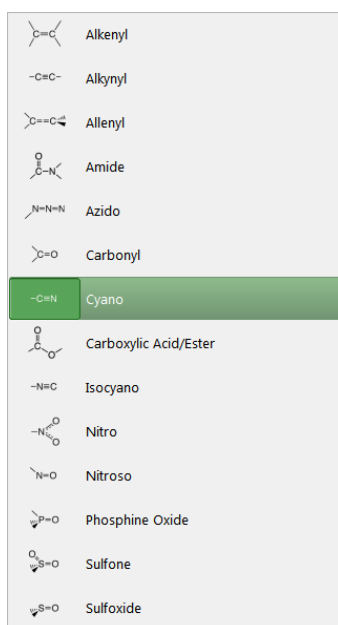 C=C Alkenyl
-C≡C- Alkynyl
C==C Allenyl
O
C-N Amide
N=N=N Azido
C=O Carbonyl
-C≡N Cyano
O
C
O Carboxylic Acid/Ester
-N≡C Isocyano
O
-N
O Nitro
N=O Nitroso
P=O Phosphine Oxide
O
S=O Sulfone
S=O Sulfoxide